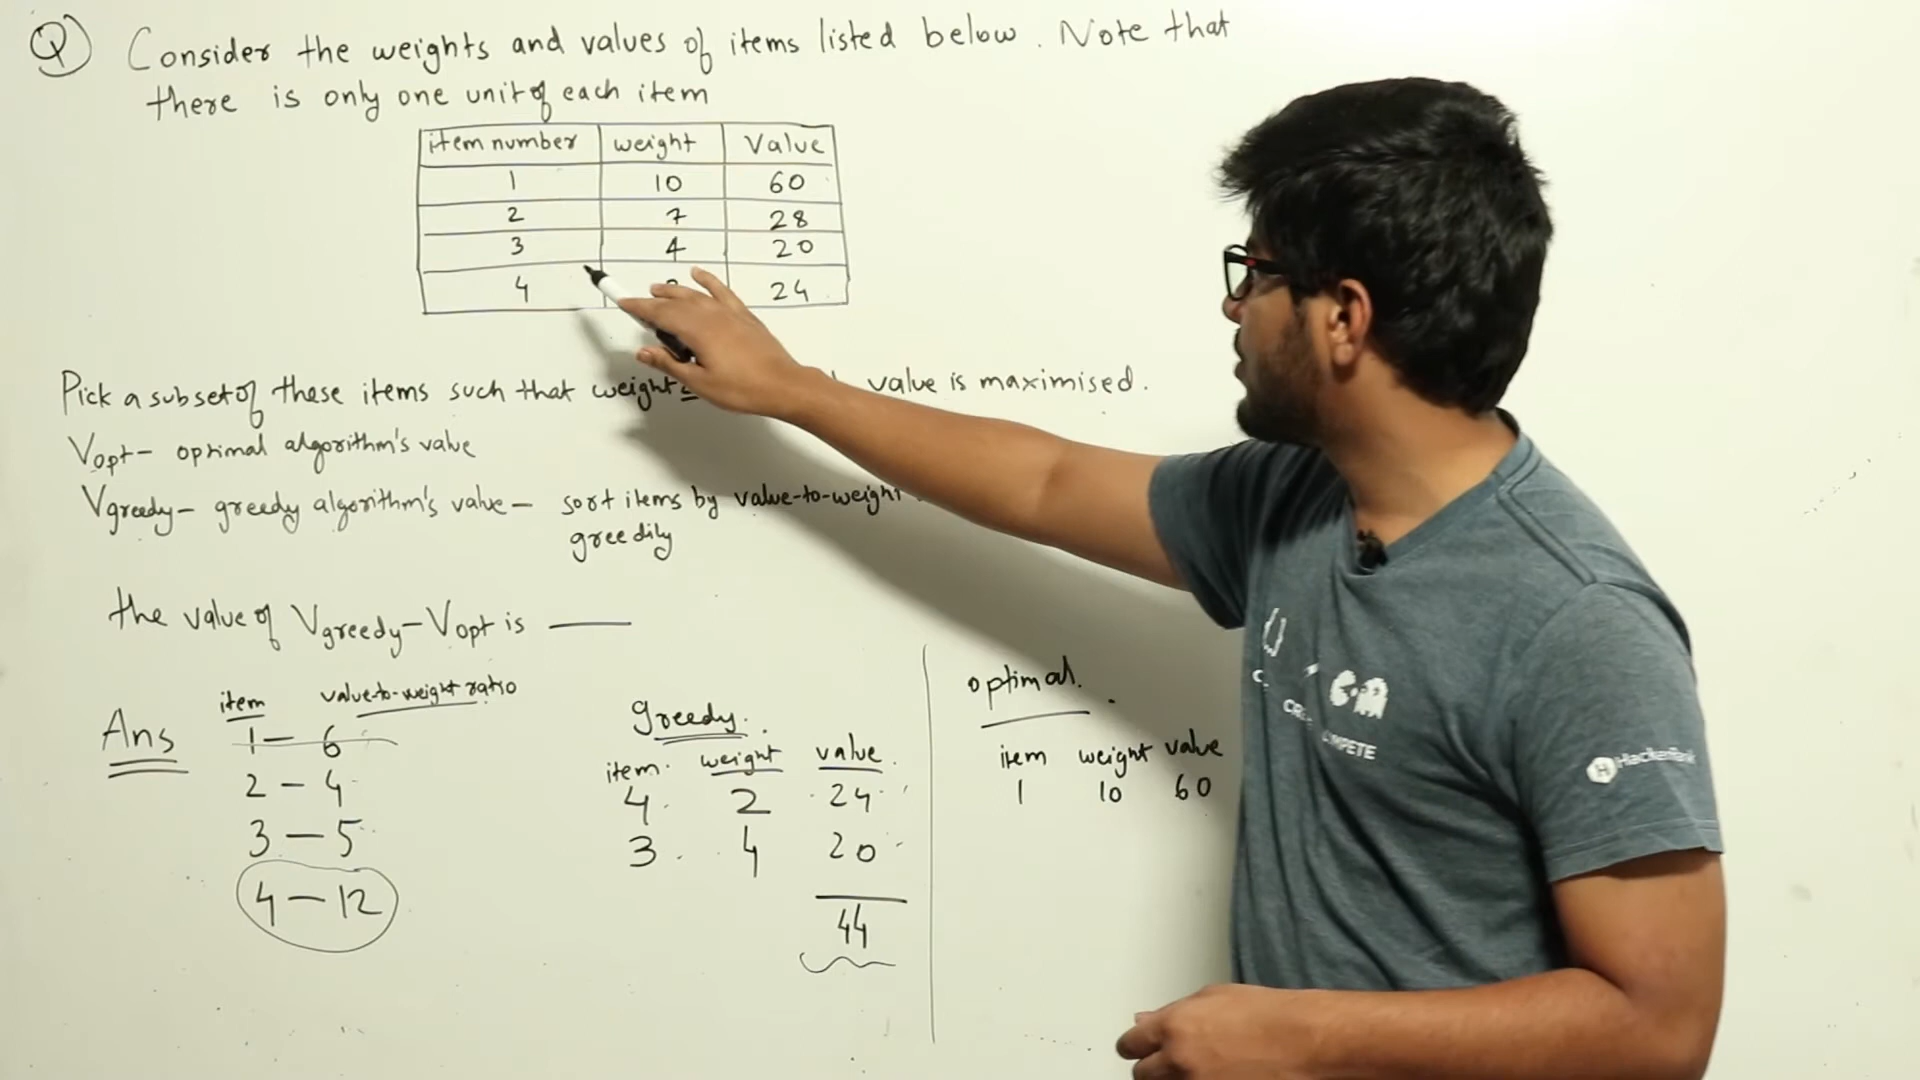 Q) Consider the weights and values of items listed below. Note that
there is only one unit of each item
item number weight Value
1 10 60
2 7 28
3 4 20
4 24
Pick a subset of these items such that weight ≤ value is maximised.
Vopt - optimal algorithm's value
Vgreedy - greedy algorithm's value - sort items by value-to-weight
greedily
the value of Vgreedy - Vopt is ____
Ans
item value-to-weight ratio
1 - 6
2 - 4
3 - 5
4 - 12
Greedy.
item weight value
4 2 24
3 4 20
44
optimal.
item weight value
1 10 60
HackerRank